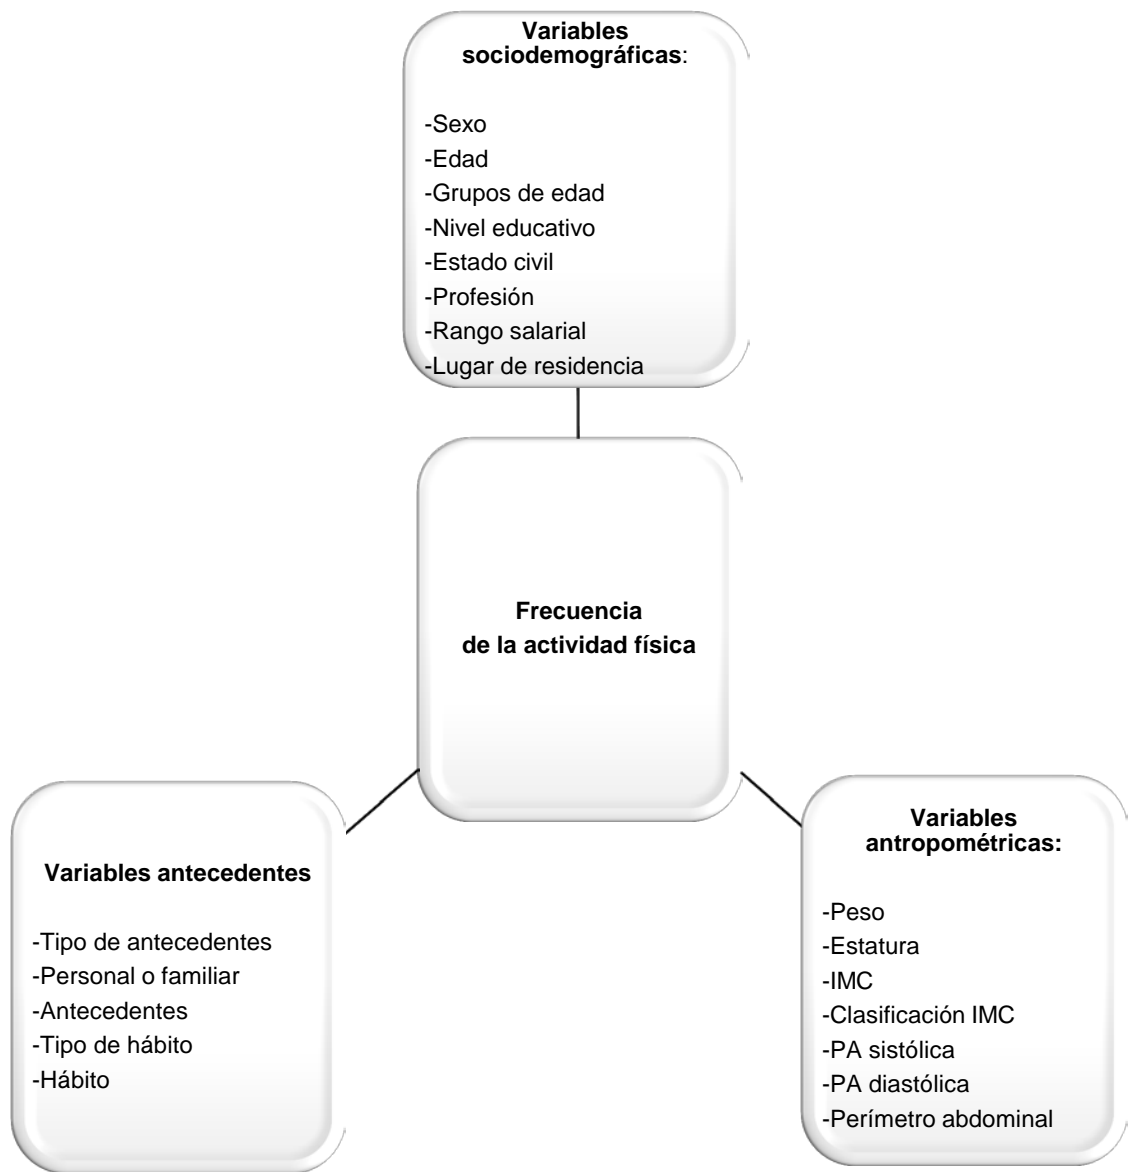 Variables
sociodemográficas:
-Sexo
-Edad
-Grupos de edad
-Nivel educativo
-Estado civil
-Profesión
-Rango salarial
-Lugar de residencia
Frecuencia
de la actividad física
Variables antecedentes
-Tipo de antecedentes
-Personal o familiar
-Antecedentes
-Tipo de hábito
-Hábito
Variables
antropométricas:
-Peso
-Estatura
-IMC
-Clasificación IMC
-PA sistólica
-PA diastólica
-Perímetro abdominal